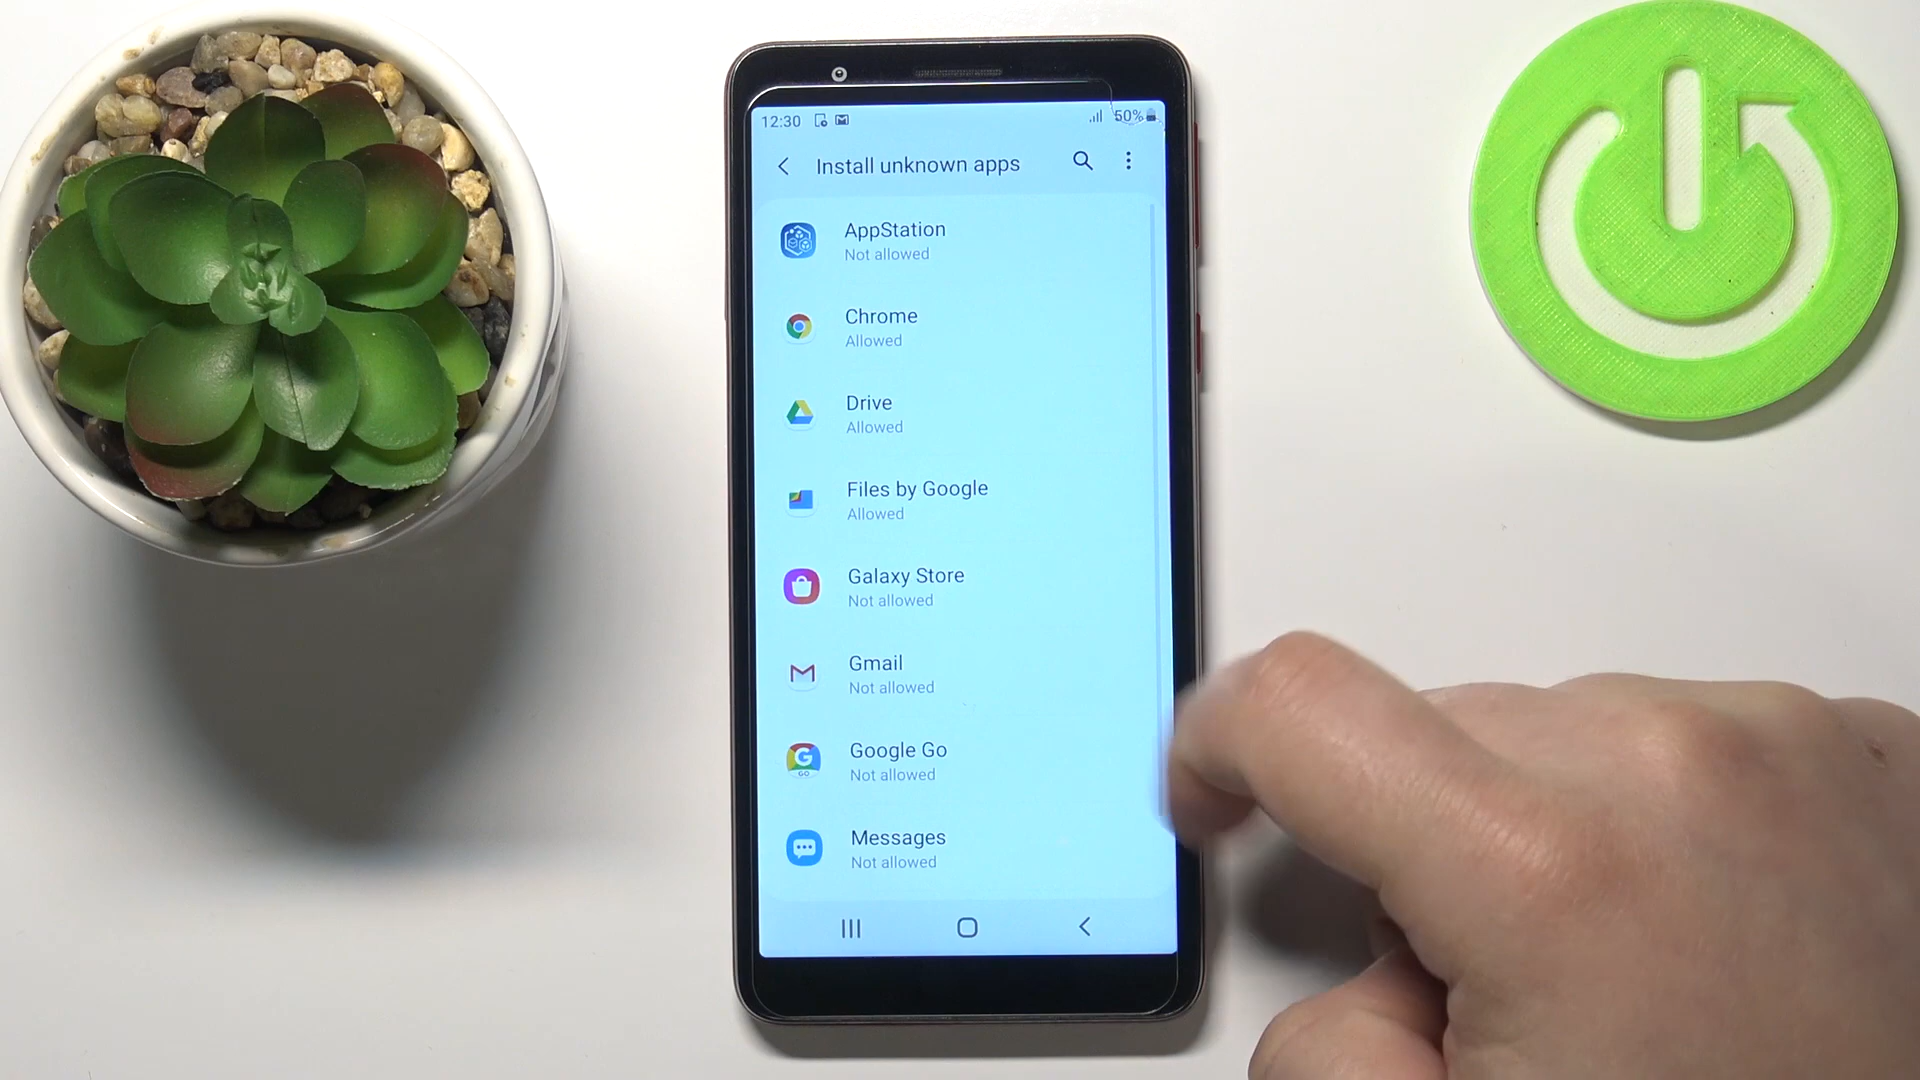 12:30 50%
Install unknown apps
AppStation
Not allowed
Chrome
Allowed
Drive
Allowed
Files by Google
Allowed
Galaxy Store
Not allowed
Gmail
Not allowed
Google Go
Not allowed
Messages
Not allowed